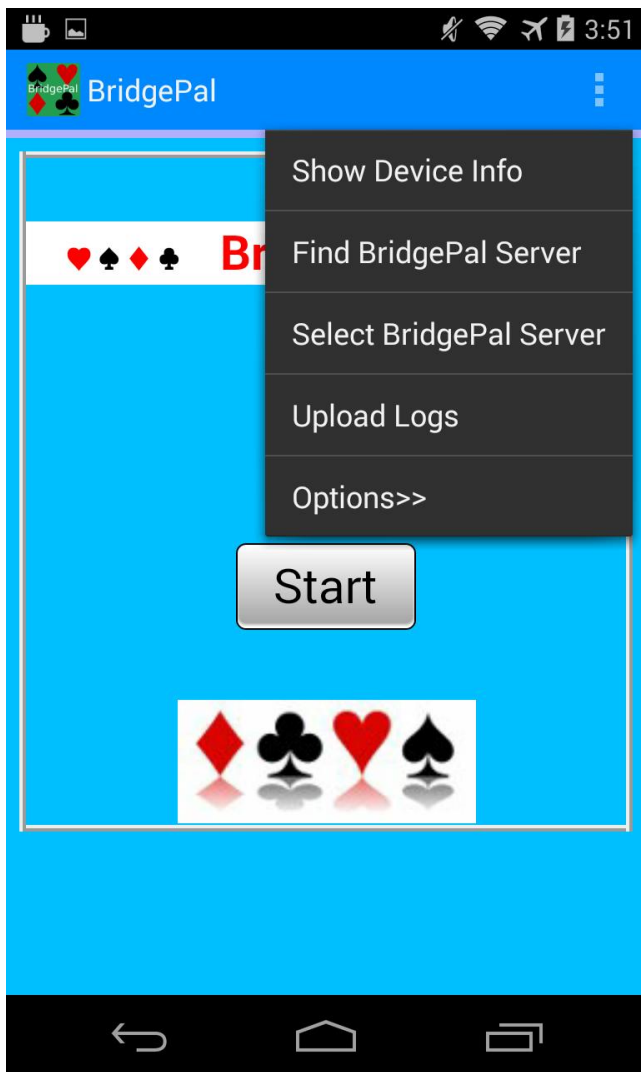 3:51
BridgePal
BridgePal
Show Device Info
Br
Find BridgePal Server
Select BridgePal Server
Upload Logs
Options>>
Start